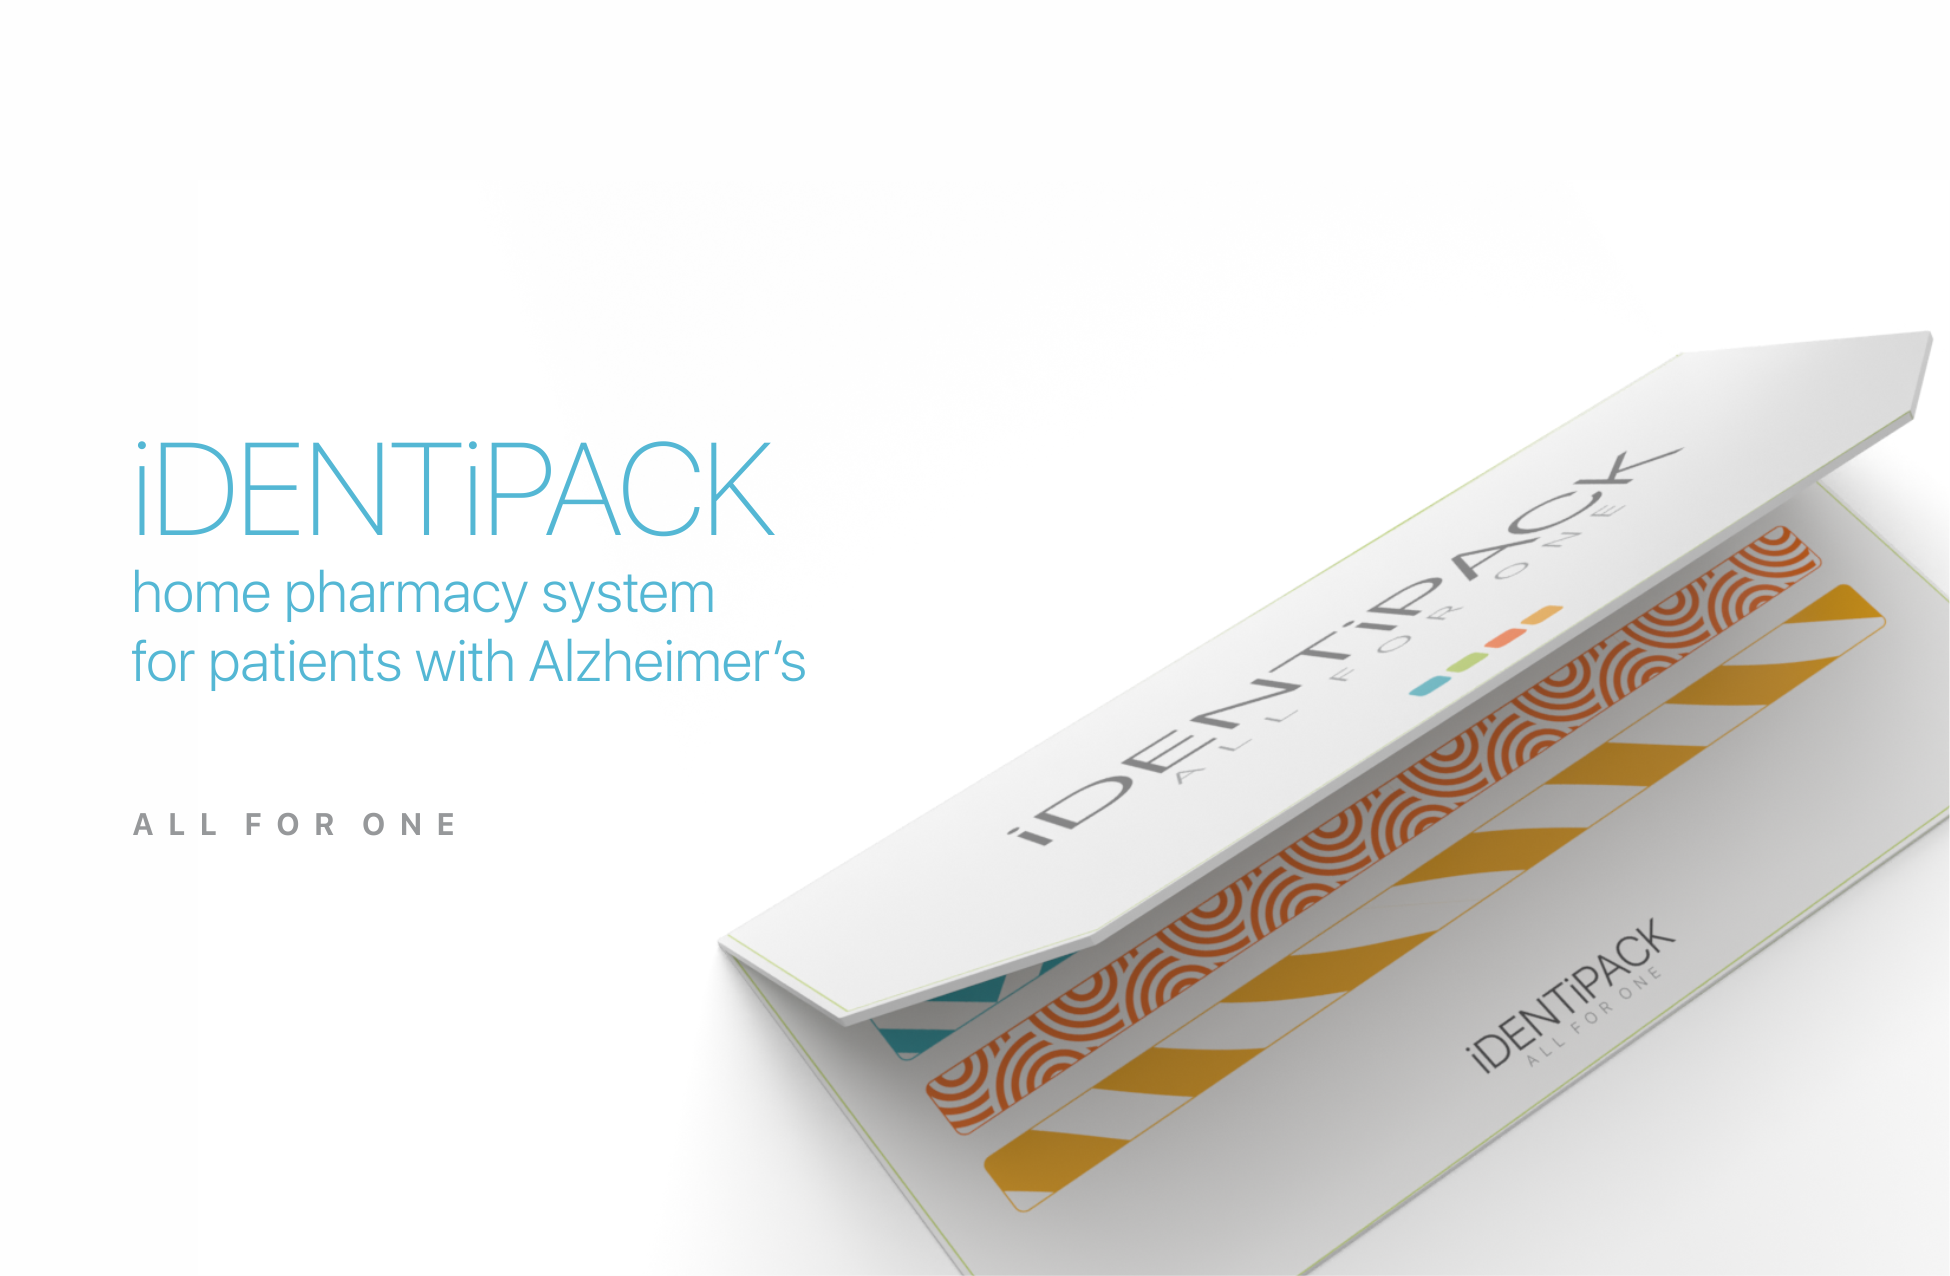 iDENTiPACK
home pharmacy system
for patients with Alzheimer’s
ALL FOR ONE
iDENTiPACK
ALL FOR ONE
iDENTiPACK
ALL FOR ONE